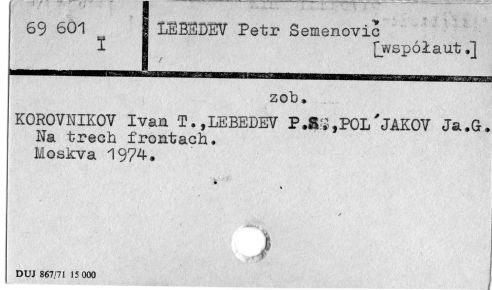 69 601
I
LEBEDEV Petr Semenovič
[współaut.]
zob.
KOROVNIKOV Ivan T.,LEBEDEV P.S.,POL´JAKOV Ja.G.
Na trech frontach.
Moskva 1974.
DUJ 867/71 15 000